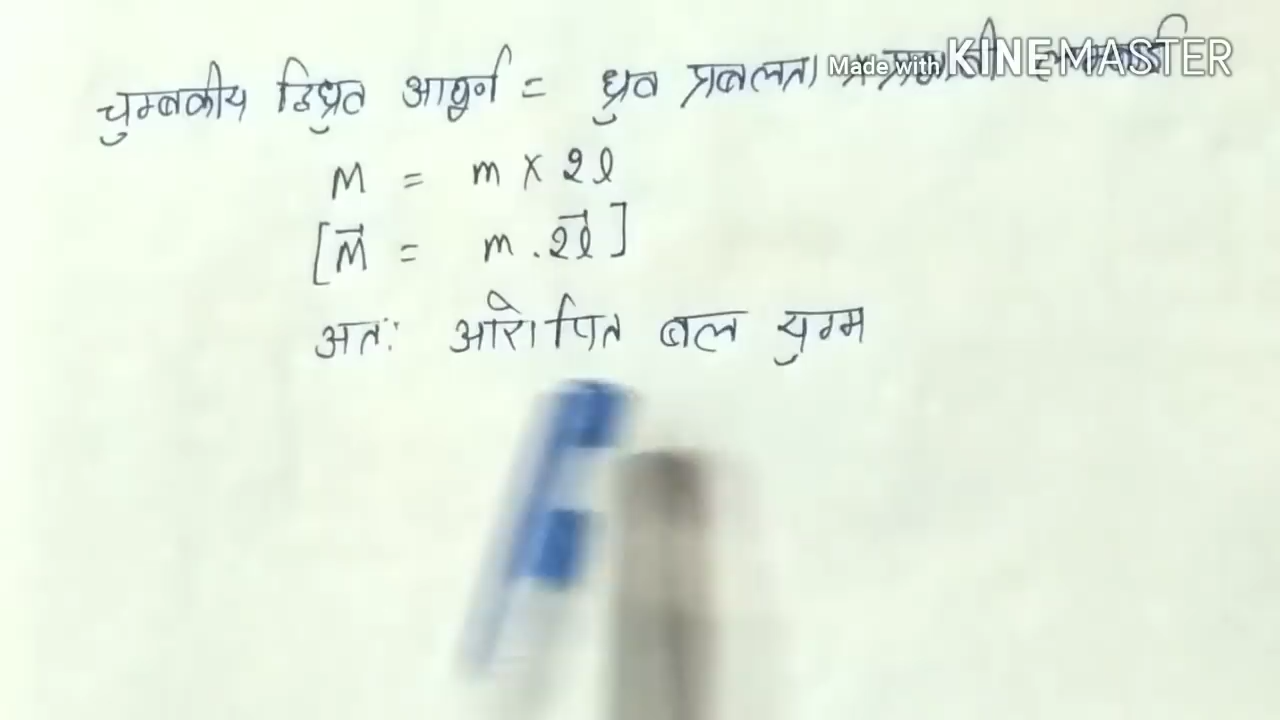 चुम्बकीय द्विध्रुव आघूर्ण = ध्रुव प्रबलता ×
Made with KINEMASTER
M = m × 2l
[M⃗ = m . 2l⃗]
अतः आरोपित बल युग्म